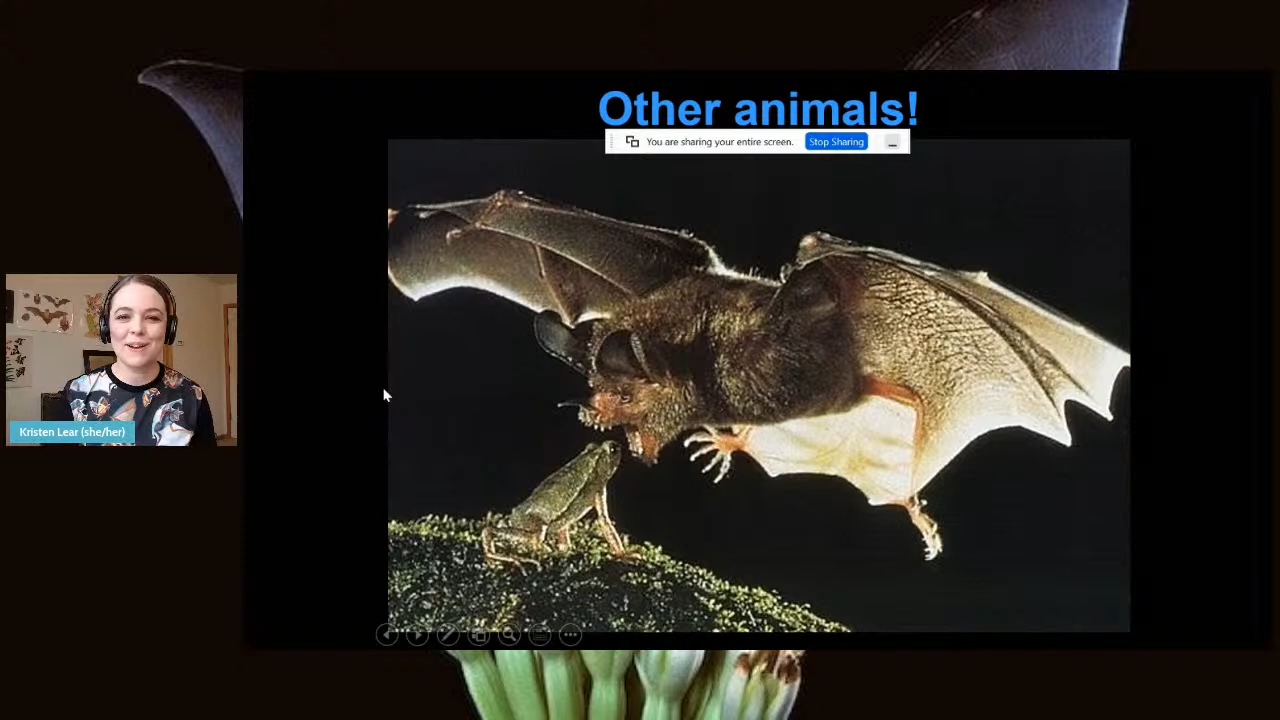 Other animals!
You are sharing your entire screen. Stop Sharing
Kristen Lear (she/her)